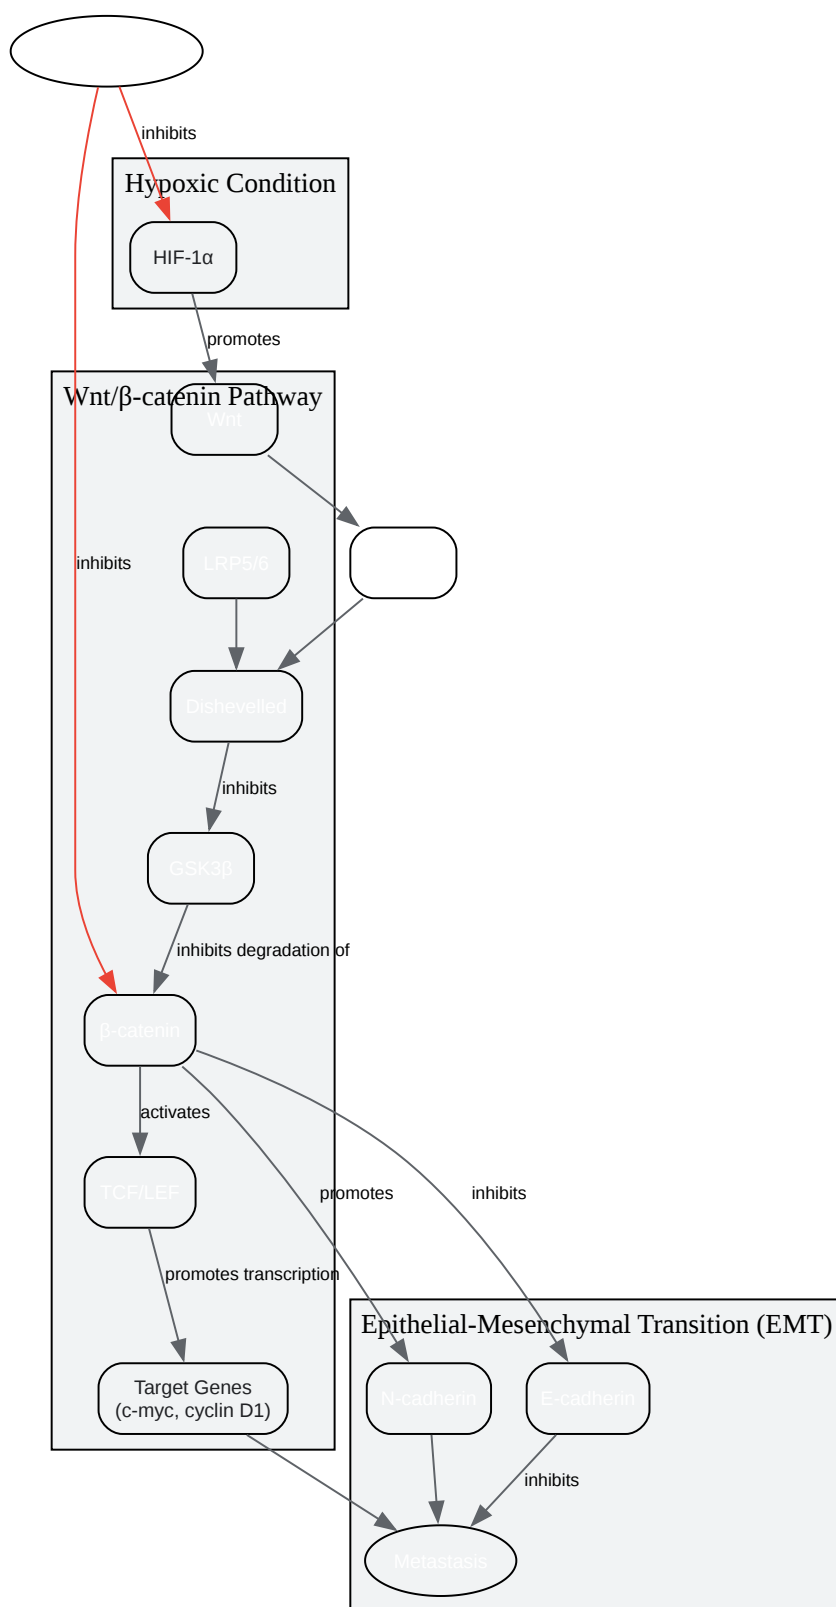 inhibits
Hypoxic Condition
HIF-1α
promotes
Wnt/β-catenin Pathway
Wnt
inhibits
LRP5/6
Dishevelled
inhibits
GSK3β
inhibits degradation of
β-catenin
activates
TCF/LEF
promotes
inhibits
promotes transcription
Epithelial-Mesenchymal Transition (EMT)
Target Genes
(c-myc, cyclin D1)
N-cadherin
E-cadherin
inhibits
Metastasis